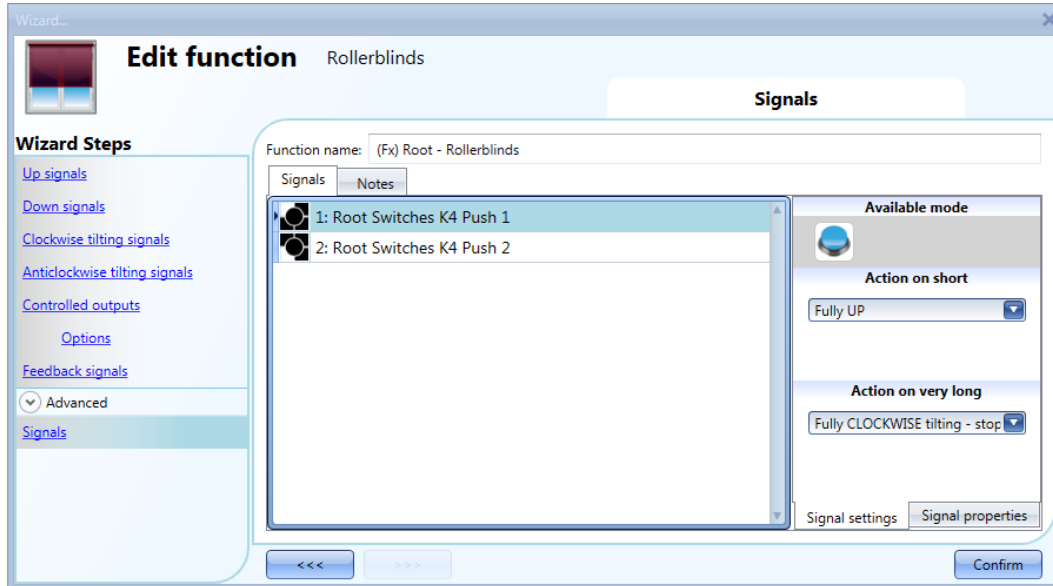 Wizard...
Edit function Rollerblinds
Signals
Wizard Steps
Up signals
Down signals
Clockwise tilting signals
Anticlockwise tilting signals
Controlled outputs
Options
Feedback signals
Advanced
Signals
Function name: (Fx) Root - Rollerblinds
Signals Notes
1: Root Switches K4 Push 1
2: Root Switches K4 Push 2
Available mode
Action on short
Fully UP
Action on very long
Fully CLOCKWISE tilting - stop
Signal settings Signal properties
<<< >>> Confirm